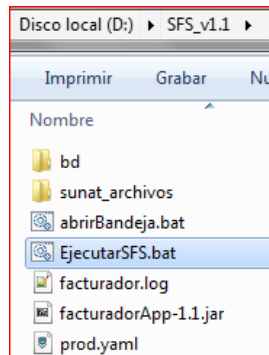 Disco local (D:) ▸ SFS_v1.1 ▸
Imprimir Grabar Nu
Nombre
bd
sunat_archivos
abrirBandeja.bat
EjecutarSFS.bat
facturador.log
facturadorApp-1.1.jar
prod.yaml